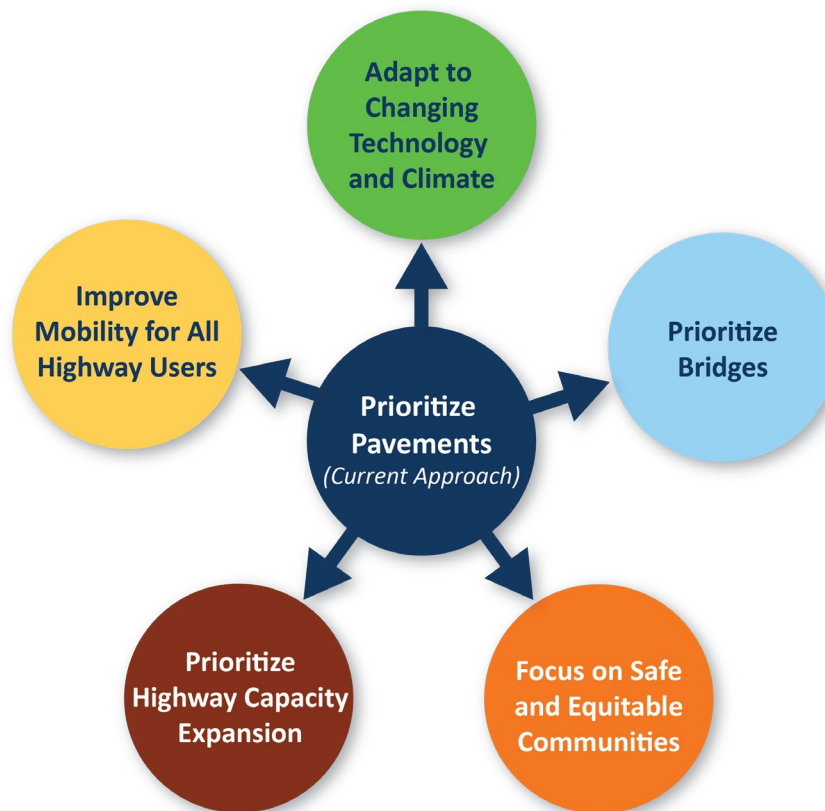 Adapt to
Changing
Technology
and Climate
Improve
Mobility for All
Highway Users
Prioritize
Bridges
Prioritize
Pavements
(Current Approach)
Prioritize
Highway Capacity
Expansion
Focus on Safe
and Equitable
Communities